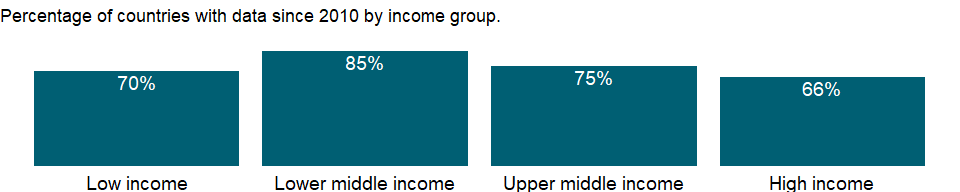 Percentage of countries with data since 2010 by income group.
70%
85%
75%
66%
Low income
Lower middle income
Upper middle income
High income